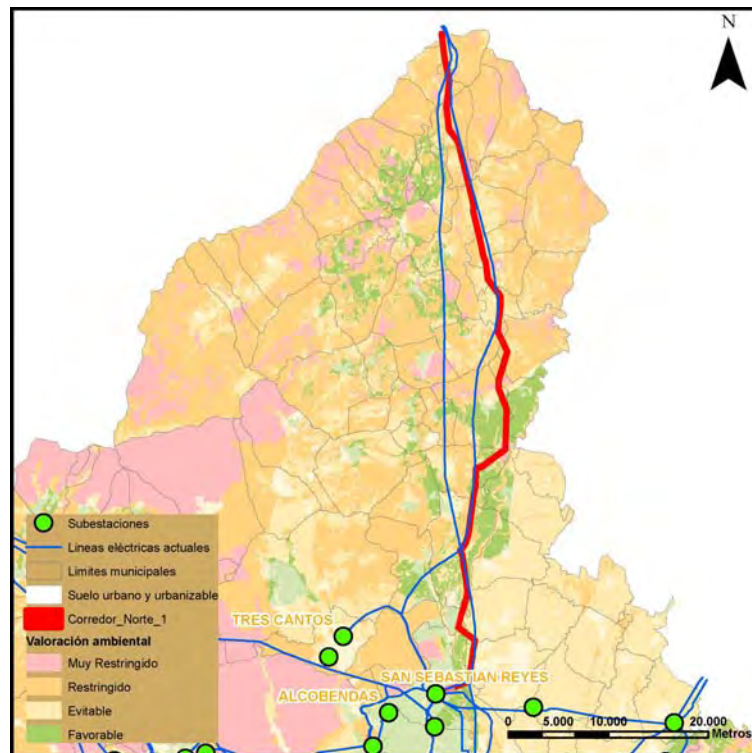 N
TRES CANTOS
SAN SEBASTIAN REYES
ALCOBENDAS
Subestaciones
Líneas eléctricas actuales
Limites municipales
Suelo urbano y urbanizable
Corredor_Norte_1
Valoración ambiental
Muy Restringido
Restringido
Evitable
Favorable
0 5.000 10.000 20.000
Metros